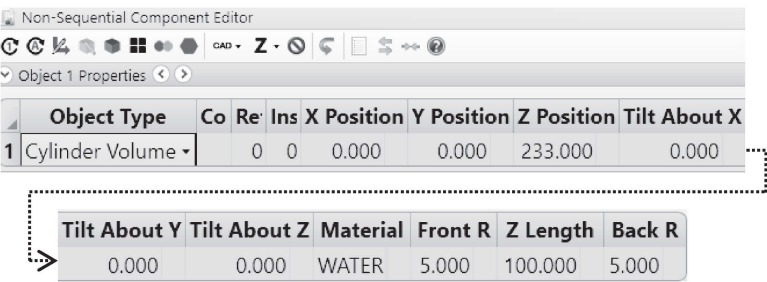 Non-Sequential Component Editor
CAD Z
Object 1 Properties
Object Type Co Re Ins X Position Y Position Z Position Tilt About X
1 Cylinder Volume 0 0 0.000 0.000 233.000 0.000
Tilt About Y Tilt About Z Material Front R Z Length Back R
0.000 0.000 WATER 5.000 100.000 5.000